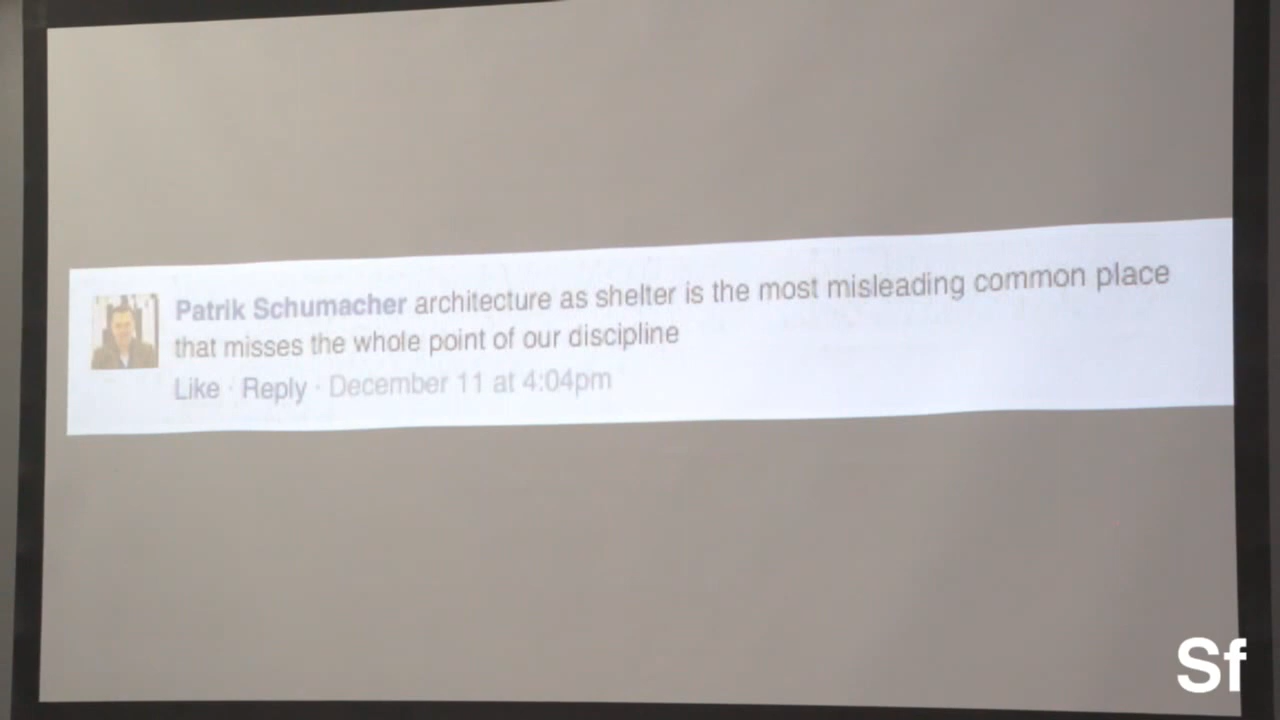 Patrik Schumacher architecture as shelter is the most misleading common place
that misses the whole point of our discipline
Like · Reply · December 11 at 4:04pm
Sf